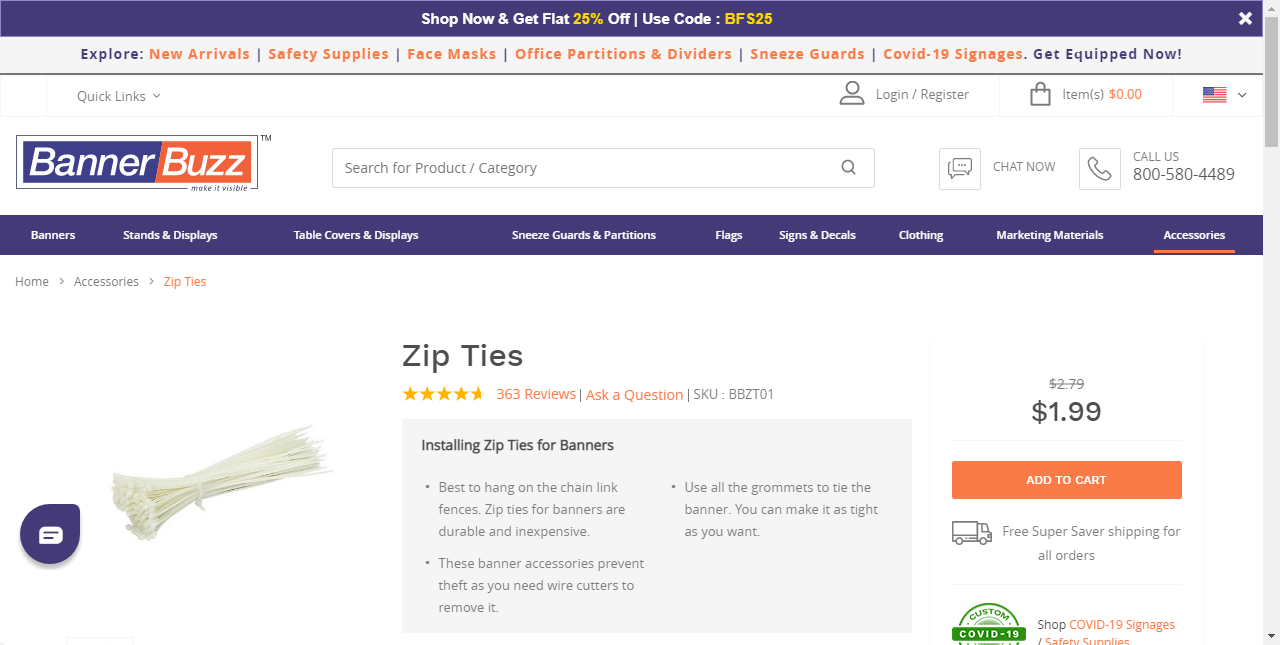 Shop Now & Get Flat 25% Off | Use Code : BFS25
Explore: New Arrivals | Safety Supplies | Face Masks | Office Partitions & Dividers | Sneeze Guards | Covid-19 Signages. Get Equipped Now!
Quick Links
Login / Register
Item(s) $0.00
BannerBuzz™
make it visible
Search for Product / Category
CHAT NOW
CALL US
800-580-4489
Banners Stands & Displays Table Covers & Displays Sneeze Guards & Partitions Flags Signs & Decals Clothing Marketing Materials Accessories
Home > Accessories > Zip Ties
Zip Ties
363 Reviews | Ask a Question | SKU : BBZT01
Installing Zip Ties for Banners
• Best to hang on the chain link
fences. Zip ties for banners are
durable and inexpensive.
• These banner accessories prevent
theft as you need wire cutters to
remove it.
• Use all the grommets to tie the
banner. You can make it as tight
as you want.
$2.79
$1.99
ADD TO CART
Free Super Saver shipping for
all orders
CUSTOM
COVID-19
Shop COVID-19 Signages
/ Safety Supplies